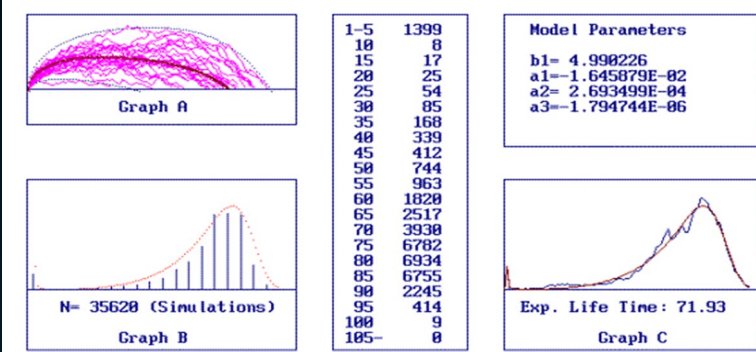 Graph A
1-5 1399
10 8
15 17
20 25
25 54
30 85
35 168
40 339
45 412
50 744
55 963
60 1820
65 2517
70 3930
75 6782
80 6934
85 6755
90 2245
95 414
100 9
105- 0
Model Parameters
b1= 4.990226
a1=-1.645879E-02
a2= 2.693499E-04
a3=-1.794744E-06
N= 35620 (Simulations)
Graph B
Exp. Life Time: 71.93
Graph C